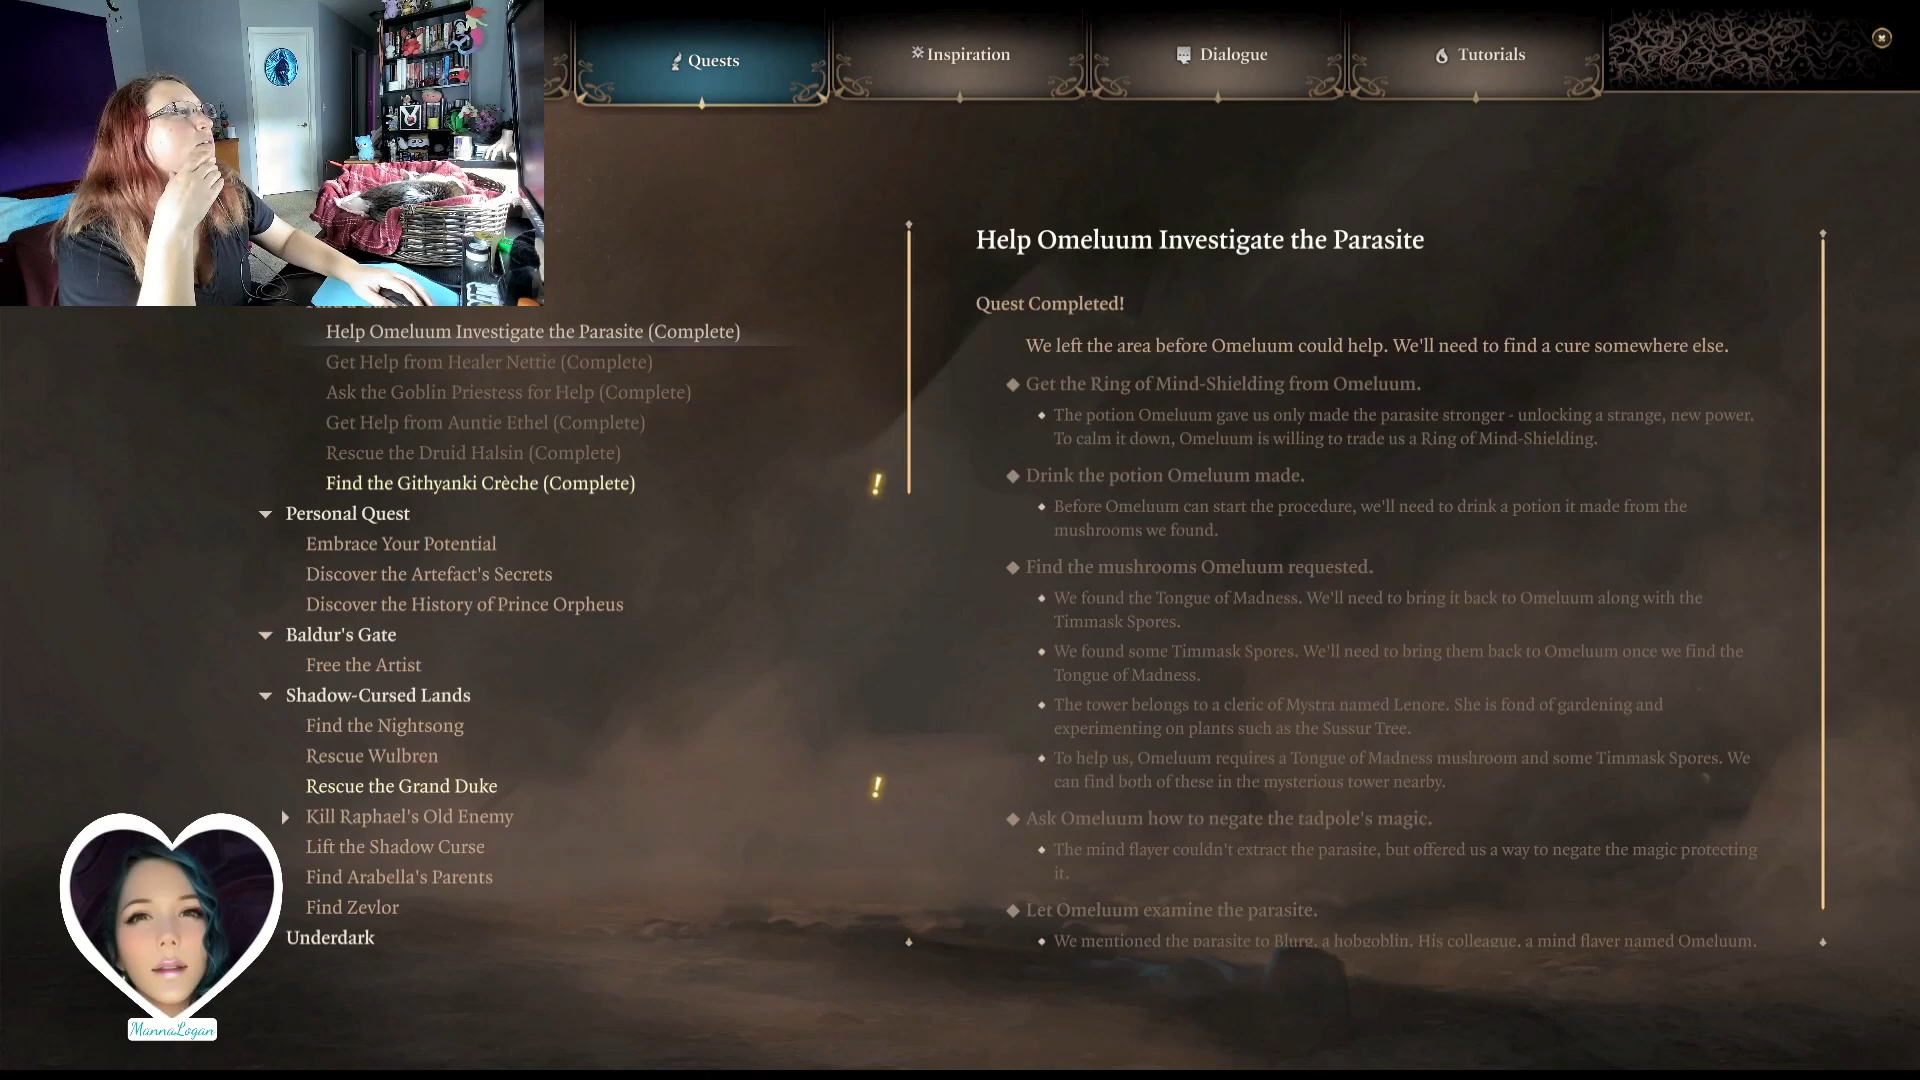 Quests
Inspiration
Dialogue
Tutorials
Help Omeluum Investigate the Parasite (Complete)
Get Help from Healer Nettie (Complete)
Ask the Goblin Priestess for Help (Complete)
Get Help from Auntie Ethel (Complete)
Rescue the Druid Halsin (Complete)
Find the Githyanki Crèche (Complete)
Personal Quest
Embrace Your Potential
Discover the Artefact's Secrets
Discover the History of Prince Orpheus
Baldur's Gate
Free the Artist
Shadow-Cursed Lands
Find the Nightsong
Rescue Wulbren
Rescue the Grand Duke
Kill Raphael's Old Enemy
Lift the Shadow Curse
Find Arabella's Parents
Find Zevlor
Underdark
Help Omeluum Investigate the Parasite
Quest Completed!
We left the area before Omeluum could help. We'll need to find a cure somewhere else.
Get the Ring of Mind-Shielding from Omeluum.
The potion Omeluum gave us only made the parasite stronger - unlocking a strange, new power.
To calm it down, Omeluum is willing to trade us a Ring of Mind-Shielding.
Drink the potion Omeluum made.
Before Omeluum can start the procedure, we'll need to drink a potion it made from the
mushrooms we found.
Find the mushrooms Omeluum requested.
We found the Tongue of Madness. We'll need to bring it back to Omeluum along with the
Timmask Spores.
We found some Timmask Spores. We'll need to bring them back to Omeluum once we find the
Tongue of Madness.
The tower belongs to a cleric of Mystra named Lenore. She is fond of gardening and
experimenting on plants such as the Sussur Tree.
To help us, Omeluum requires a Tongue of Madness mushroom and some Timmask Spores. We
can find both of these in the mysterious tower nearby.
Ask Omeluum how to negate the tadpole's magic.
The mind flayer couldn't extract the parasite, but offered us a way to negate the magic protecting
it.
Let Omeluum examine the parasite.
We mentioned the parasite to Blurg, a hobgoblin. His colleague, a mind flayer named Omeluum,
MannaLogan